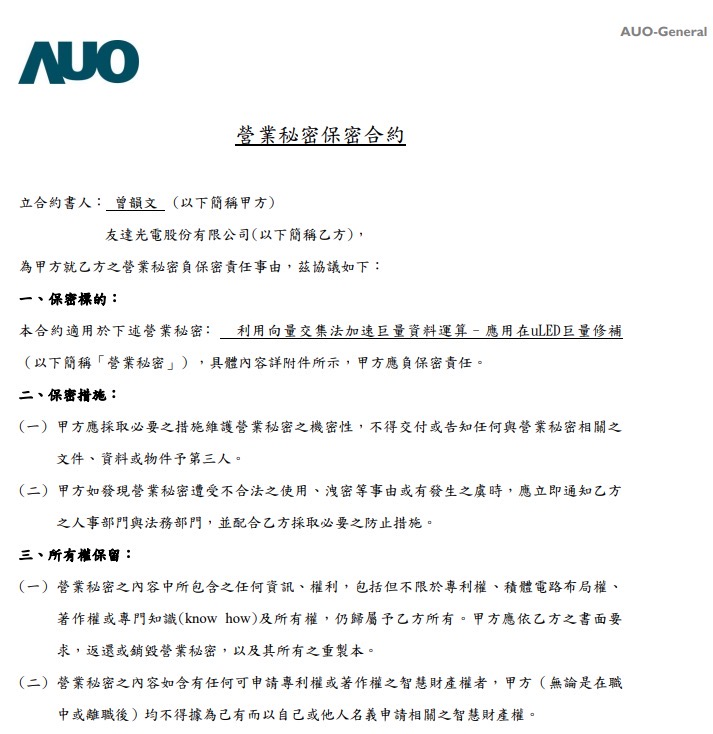 AUO-General
AUO
營業秘密保密合約
立合約書人： 曾韻文 （以下簡稱甲方）
友達光電股份有限公司(以下簡稱乙方)，
為甲方就乙方之營業秘密負保密責任事由，茲協議如下：
一、保密標的：
本合約適用於下述營業秘密： 利用向量交集法加速巨量資料運算–應用在uLED巨量修補
（以下簡稱「營業秘密」），具體內容詳附件所示，甲方應負保密責任。
二、保密措施：
(一) 甲方應採取必要之措施維護營業秘密之機密性，不得交付或告知任何與營業秘密相關之
文件、資料或物件予第三人。
(二) 甲方如發現營業秘密遭受不合法之使用、洩密等事由或有發生之虞時，應立即通知乙方
之人事部門與法務部門，並配合乙方採取必要之防止措施。
三、所有權保留：
(一) 營業秘密之內容中所包含之任何資訊、權利，包括但不限於專利權、積體電路布局權、
著作權或專門知識(know how)及所有權，仍歸屬予乙方所有。甲方應依乙方之書面要
求，返還或銷毀營業秘密，以及其所有之重製本。
(二) 營業秘密之內容如含有任何可申請專利權或著作權之智慧財產權者，甲方（無論是在職
中或離職後）均不得據為己有而以自己或他人名義申請相關之智慧財產權。